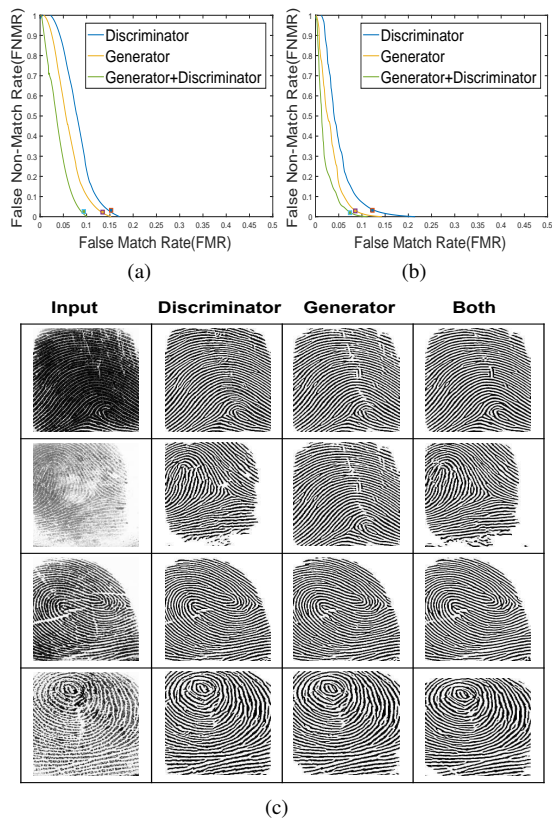 1
0.9
0.8
0.7
0.6
0.5
0.4
0.3
0.2
0.1
0
False Non-Match Rate(FNMR)
Discriminator
Generator
Generator+Discriminator
0 0.05 0.1 0.15 0.2 0.25 0.3 0.35 0.4 0.45 0.5
False Match Rate(FMR)
(a)
1
0.9
0.8
0.7
0.6
0.5
0.4
0.3
0.2
0.1
0
False Non-Match Rate(FNMR)
Discriminator
Generator
Generator+Discriminator
0 0.05 0.1 0.15 0.2 0.25 0.3 0.35 0.4 0.45 0.5
False Match Rate(FMR)
(b)
Input Discriminator Generator Both
(c)